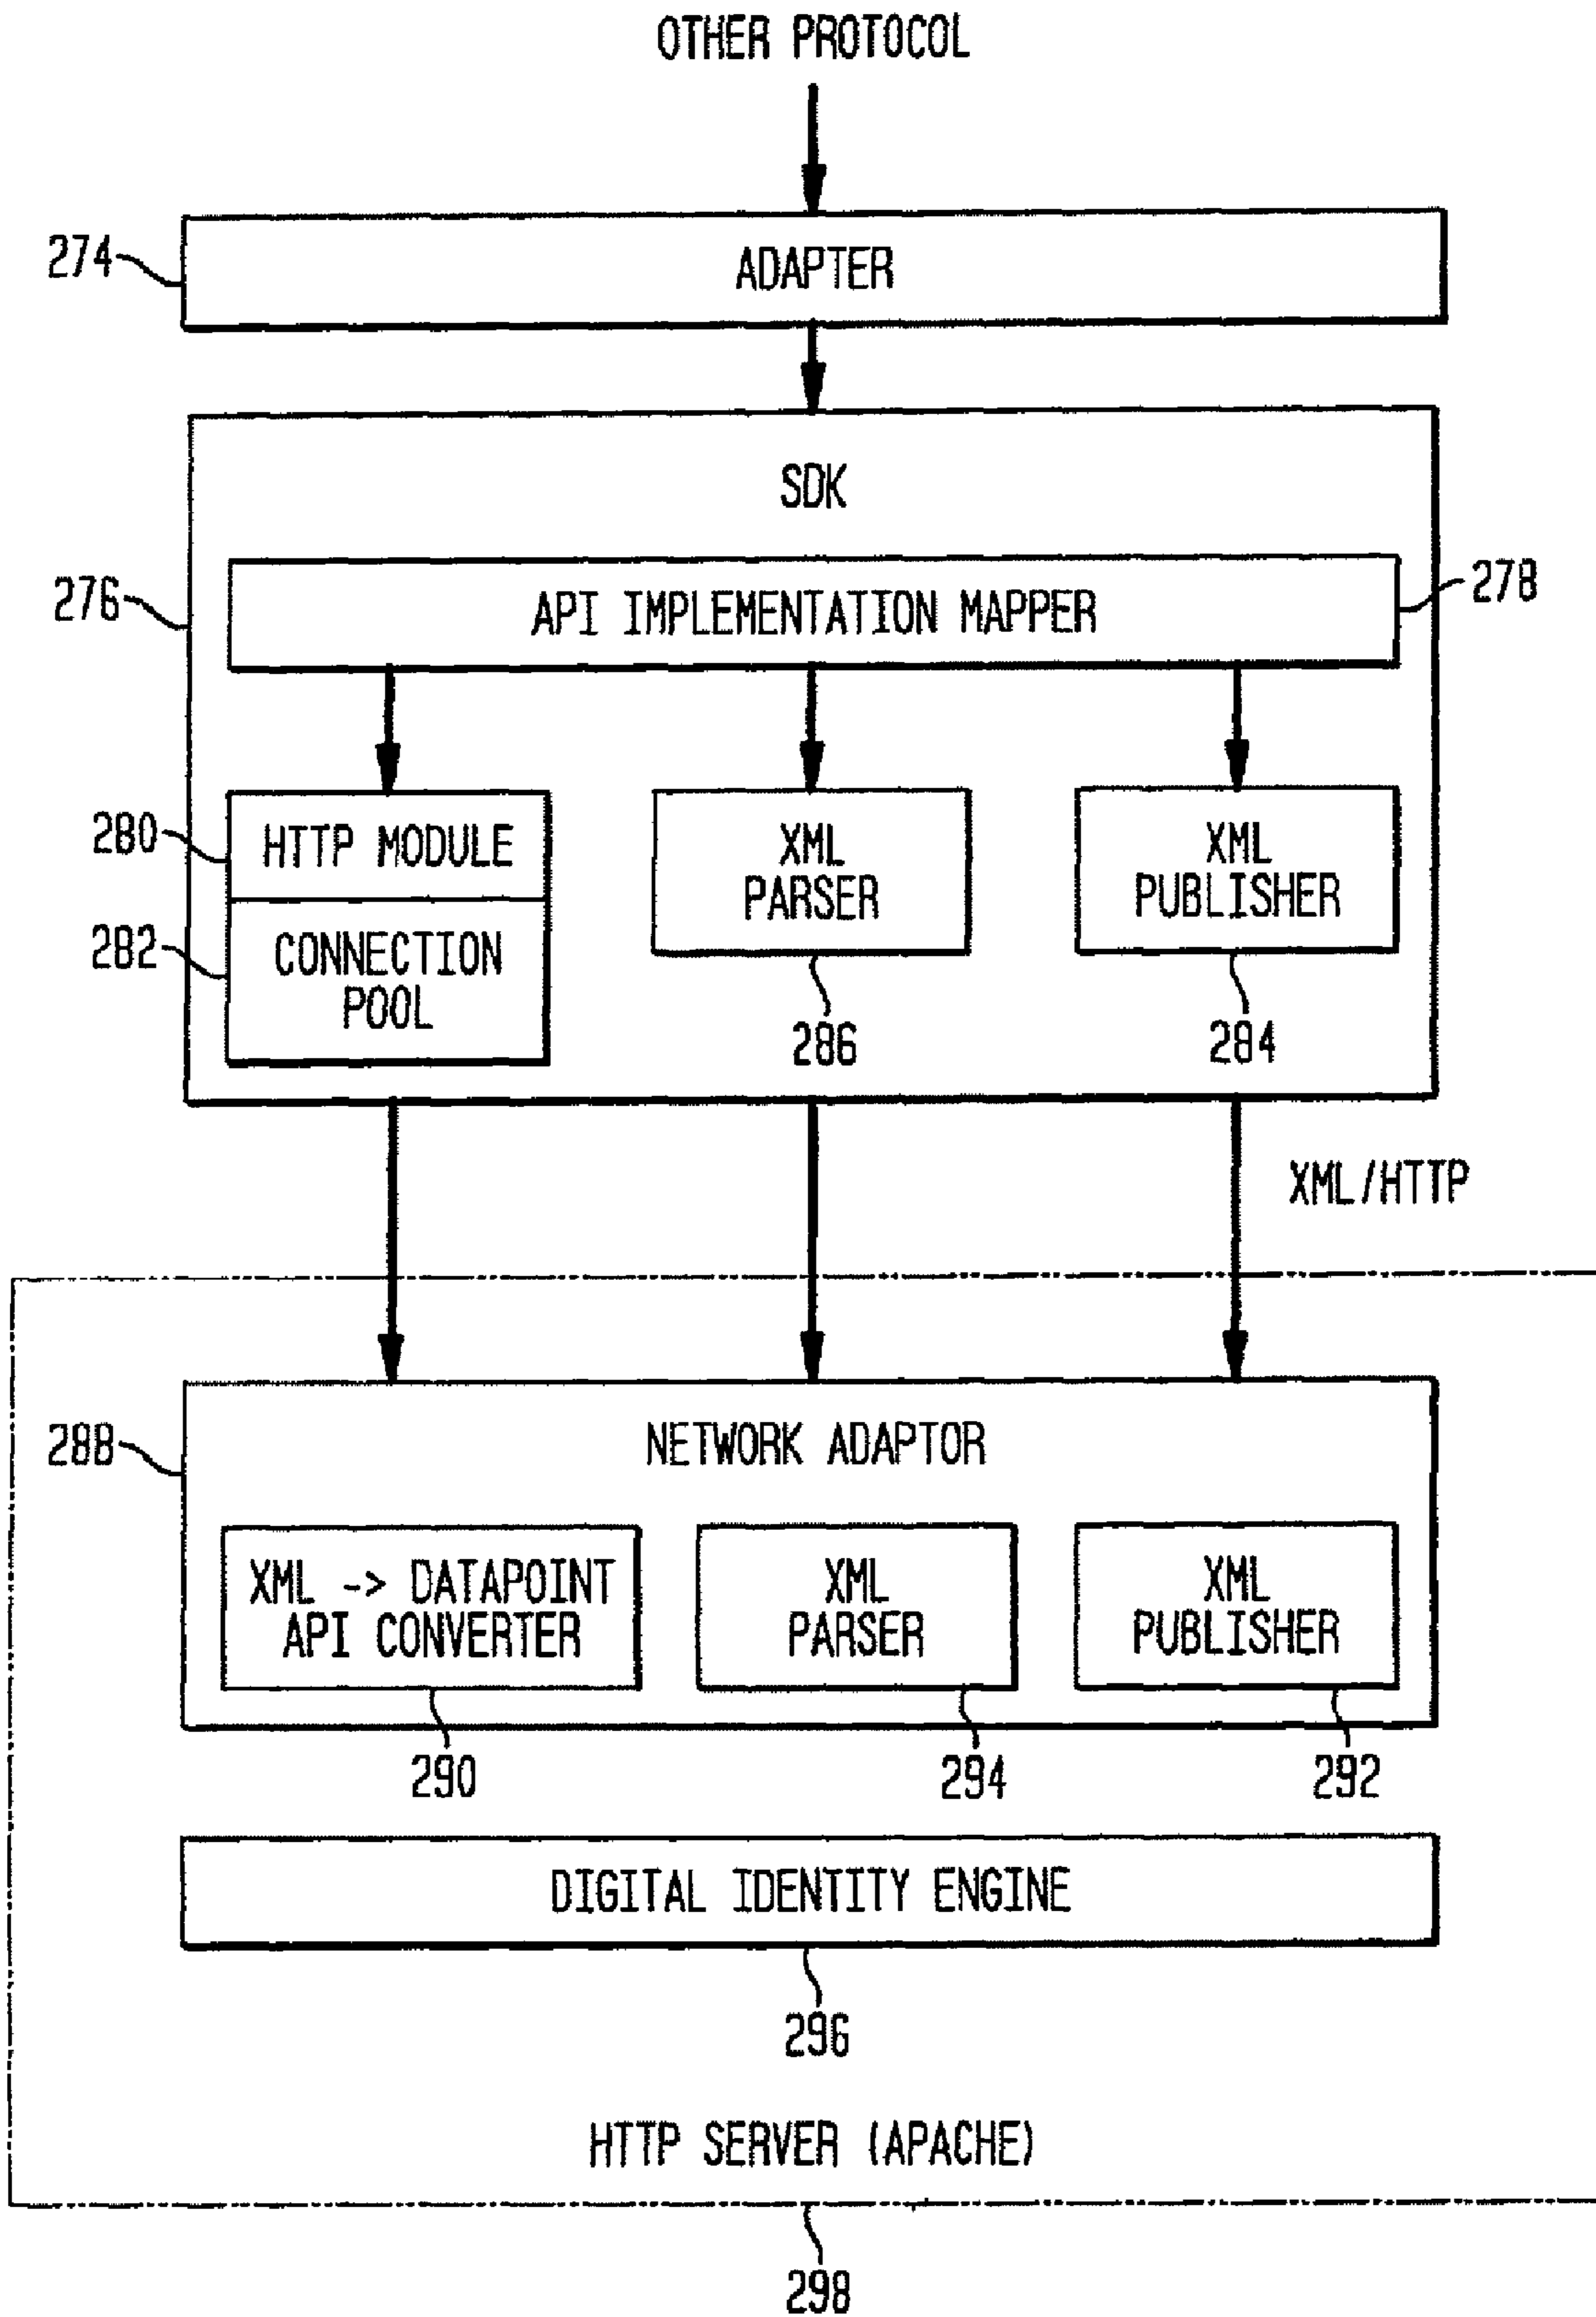 OTHER PROTOCOL
274
ADAPTER
SDK
276
API IMPLEMENTATION MAPPER
278
280
HTTP MODULE
XML
PARSER
XML
PUBLISHER
282
CONNECTION
POOL
286
284
XML/HTTP
288
NETWORK ADAPTOR
XML -> DATAPOINT
API CONVERTER
XML
PARSER
XML
PUBLISHER
290
294
292
DIGITAL IDENTITY ENGINE
296
HTTP SERVER (APACHE)
298